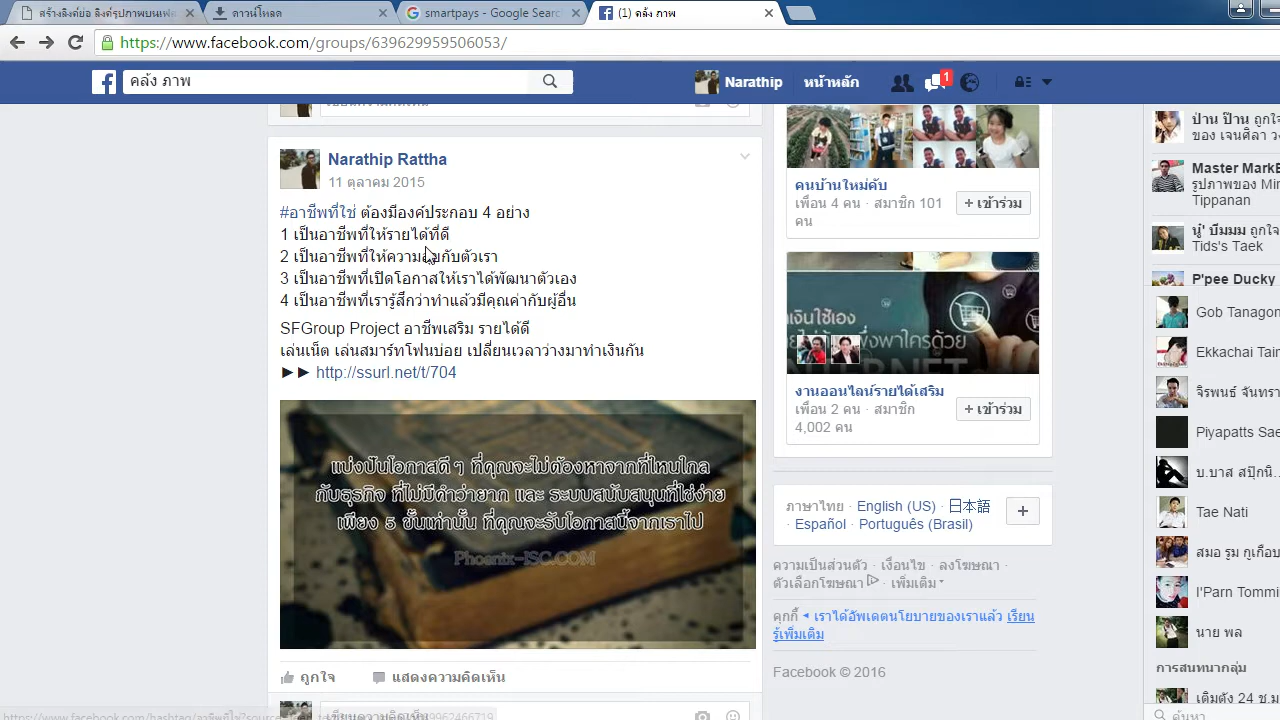 สร้างลิงค์ย่อ ลิงค์รูปภาพบนเฟ
ดาวน์โหลด
smartpays - Google Searc
(1) คลัง ภาพ
https://www.facebook.com/groups/639629959506053/
คลัง ภาพ
Narathip
หน้าหลัก
1
Narathip Rattha
11 ตุลาคม 2015
#อาชีพที่ใช่ ต้องมีองค์ประกอบ 4 อย่าง
1 เป็นอาชีพที่ให้รายได้ที่ดี
2 เป็นอาชีพที่ให้ความสุขกับตัวเรา
3 เป็นอาชีพที่เปิดโอกาสให้เราได้พัฒนาตัวเอง
4 เป็นอาชีพที่เรารู้สึกว่าทำแล้วมีคุณค่ากับผู้อื่น
SFGroup Project อาชีพเสริม รายได้ดี
เล่นเน็ต เล่นสมาร์ทโฟนบ่อย เปลี่ยนเวลาว่างมาทำเงินกัน
►► http://ssurl.net/t/704
แบ่งปันโอกาสดี ๆ ที่คุณจะไม่ต้องหาจากที่ไหนไกล
กับธุรกิจ ที่ไม่มีคำว่ายาก และ ระบบสนับสนุนที่ใช่ง่าย
เพียง 5 ขั้นเท่านั้น ที่คุณจะรับโอกาสนี้จากเราไป
Phoenix-ISC.COM
ถูกใจ
แสดงความคิดเห็น
เขียนความคิดเห็น
คนบ้านใหม่คับ
เพื่อน 4 คน · สมาชิก 101
คน
+ เข้าร่วม
งานออนไลน์รายได้เสริม
เพื่อน 2 คน · สมาชิก
4,002 คน
+ เข้าร่วม
ภาษาไทย · English (US) · 日本語
· Español · Português (Brasil)
+
ความเป็นส่วนตัว · เงื่อนไข · ลงโฆษณา ·
ตัวเลือกโฆษณา · เพิ่มเติม
คุกกี้ เราได้อัพเดตนโยบายของเราแล้ว เรียน
รู้เพิ่มเติม
Facebook © 2016
ป่าน ป๊าน ถูกใจ
ของ เจนศิลา ว
Master MarkE
รูปภาพของ Min
Tippanan
นู๋' บีมมม ถูกใจ
Tids's Taek
P'pee Ducky
Gob Tanagon
Ekkachai Tain
จิรพนธ์ จันทรา
Piyapatts Sae
บ.บาส สปิกนิ
Tae Nati
สมอ รูม กูเกือบ
I'Parn Tommi
นาย พล
การสนทนากลุ่ม
เติมตัง 24 ช.ม
ค้นหา